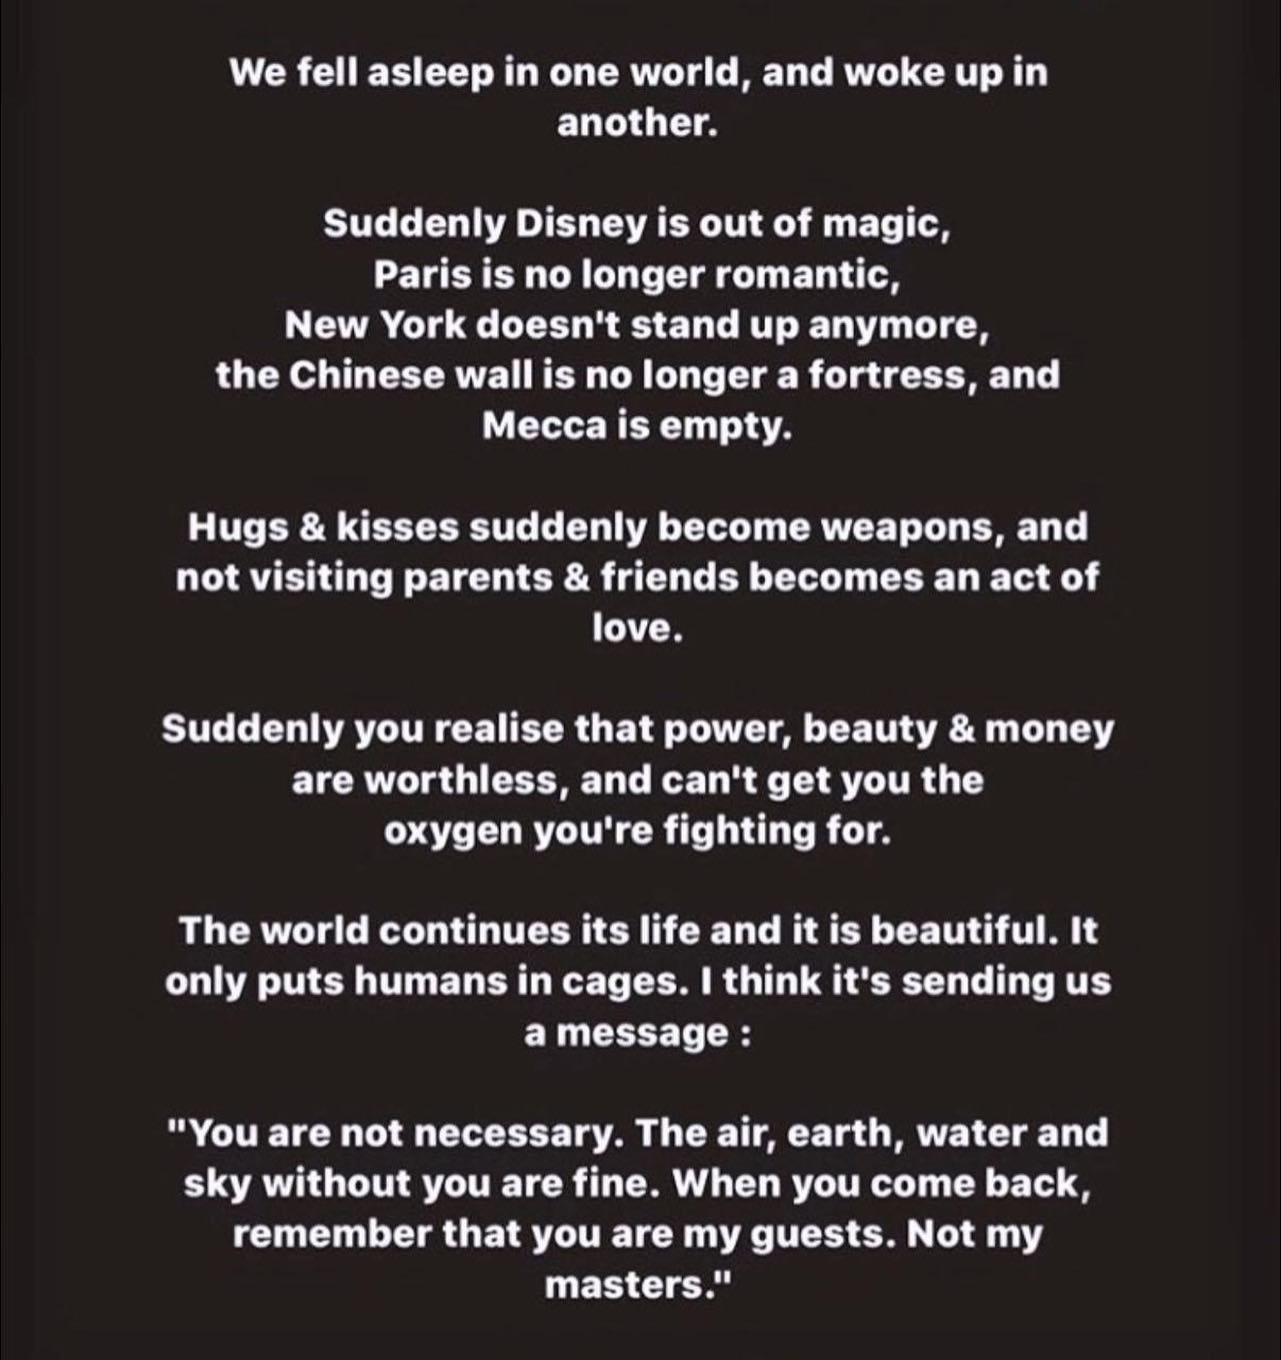 We fell asleep in one world, and woke up in
another.
Suddenly Disney is out of magic,
Paris is no longer romantic,
New York doesn't stand up anymore,
the Chinese wall is no longer a fortress, and
Mecca is empty.
Hugs & kisses suddenly become weapons, and
not visiting parents & friends becomes an act of
love.
Suddenly you realise that power, beauty & money
are worthless, and can't get you the
oxygen you're fighting for.
The world continues its life and it is beautiful. It
only puts humans in cages. I think it's sending us
a message :
"You are not necessary. The air, earth, water and
sky without you are fine. When you come back,
remember that you are my guests. Not my
masters."